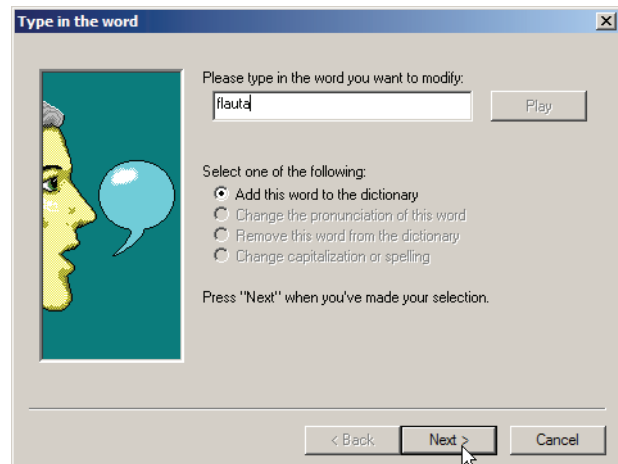 Type in the word
Please type in the word you want to modify:
flauta
Play
Select one of the following:
Add this word to the dictionary
Change the pronunciation of this word
Remove this word from the dictionary
Change capitalization or spelling
Press "Next" when you've made your selection.
< Back Next > Cancel